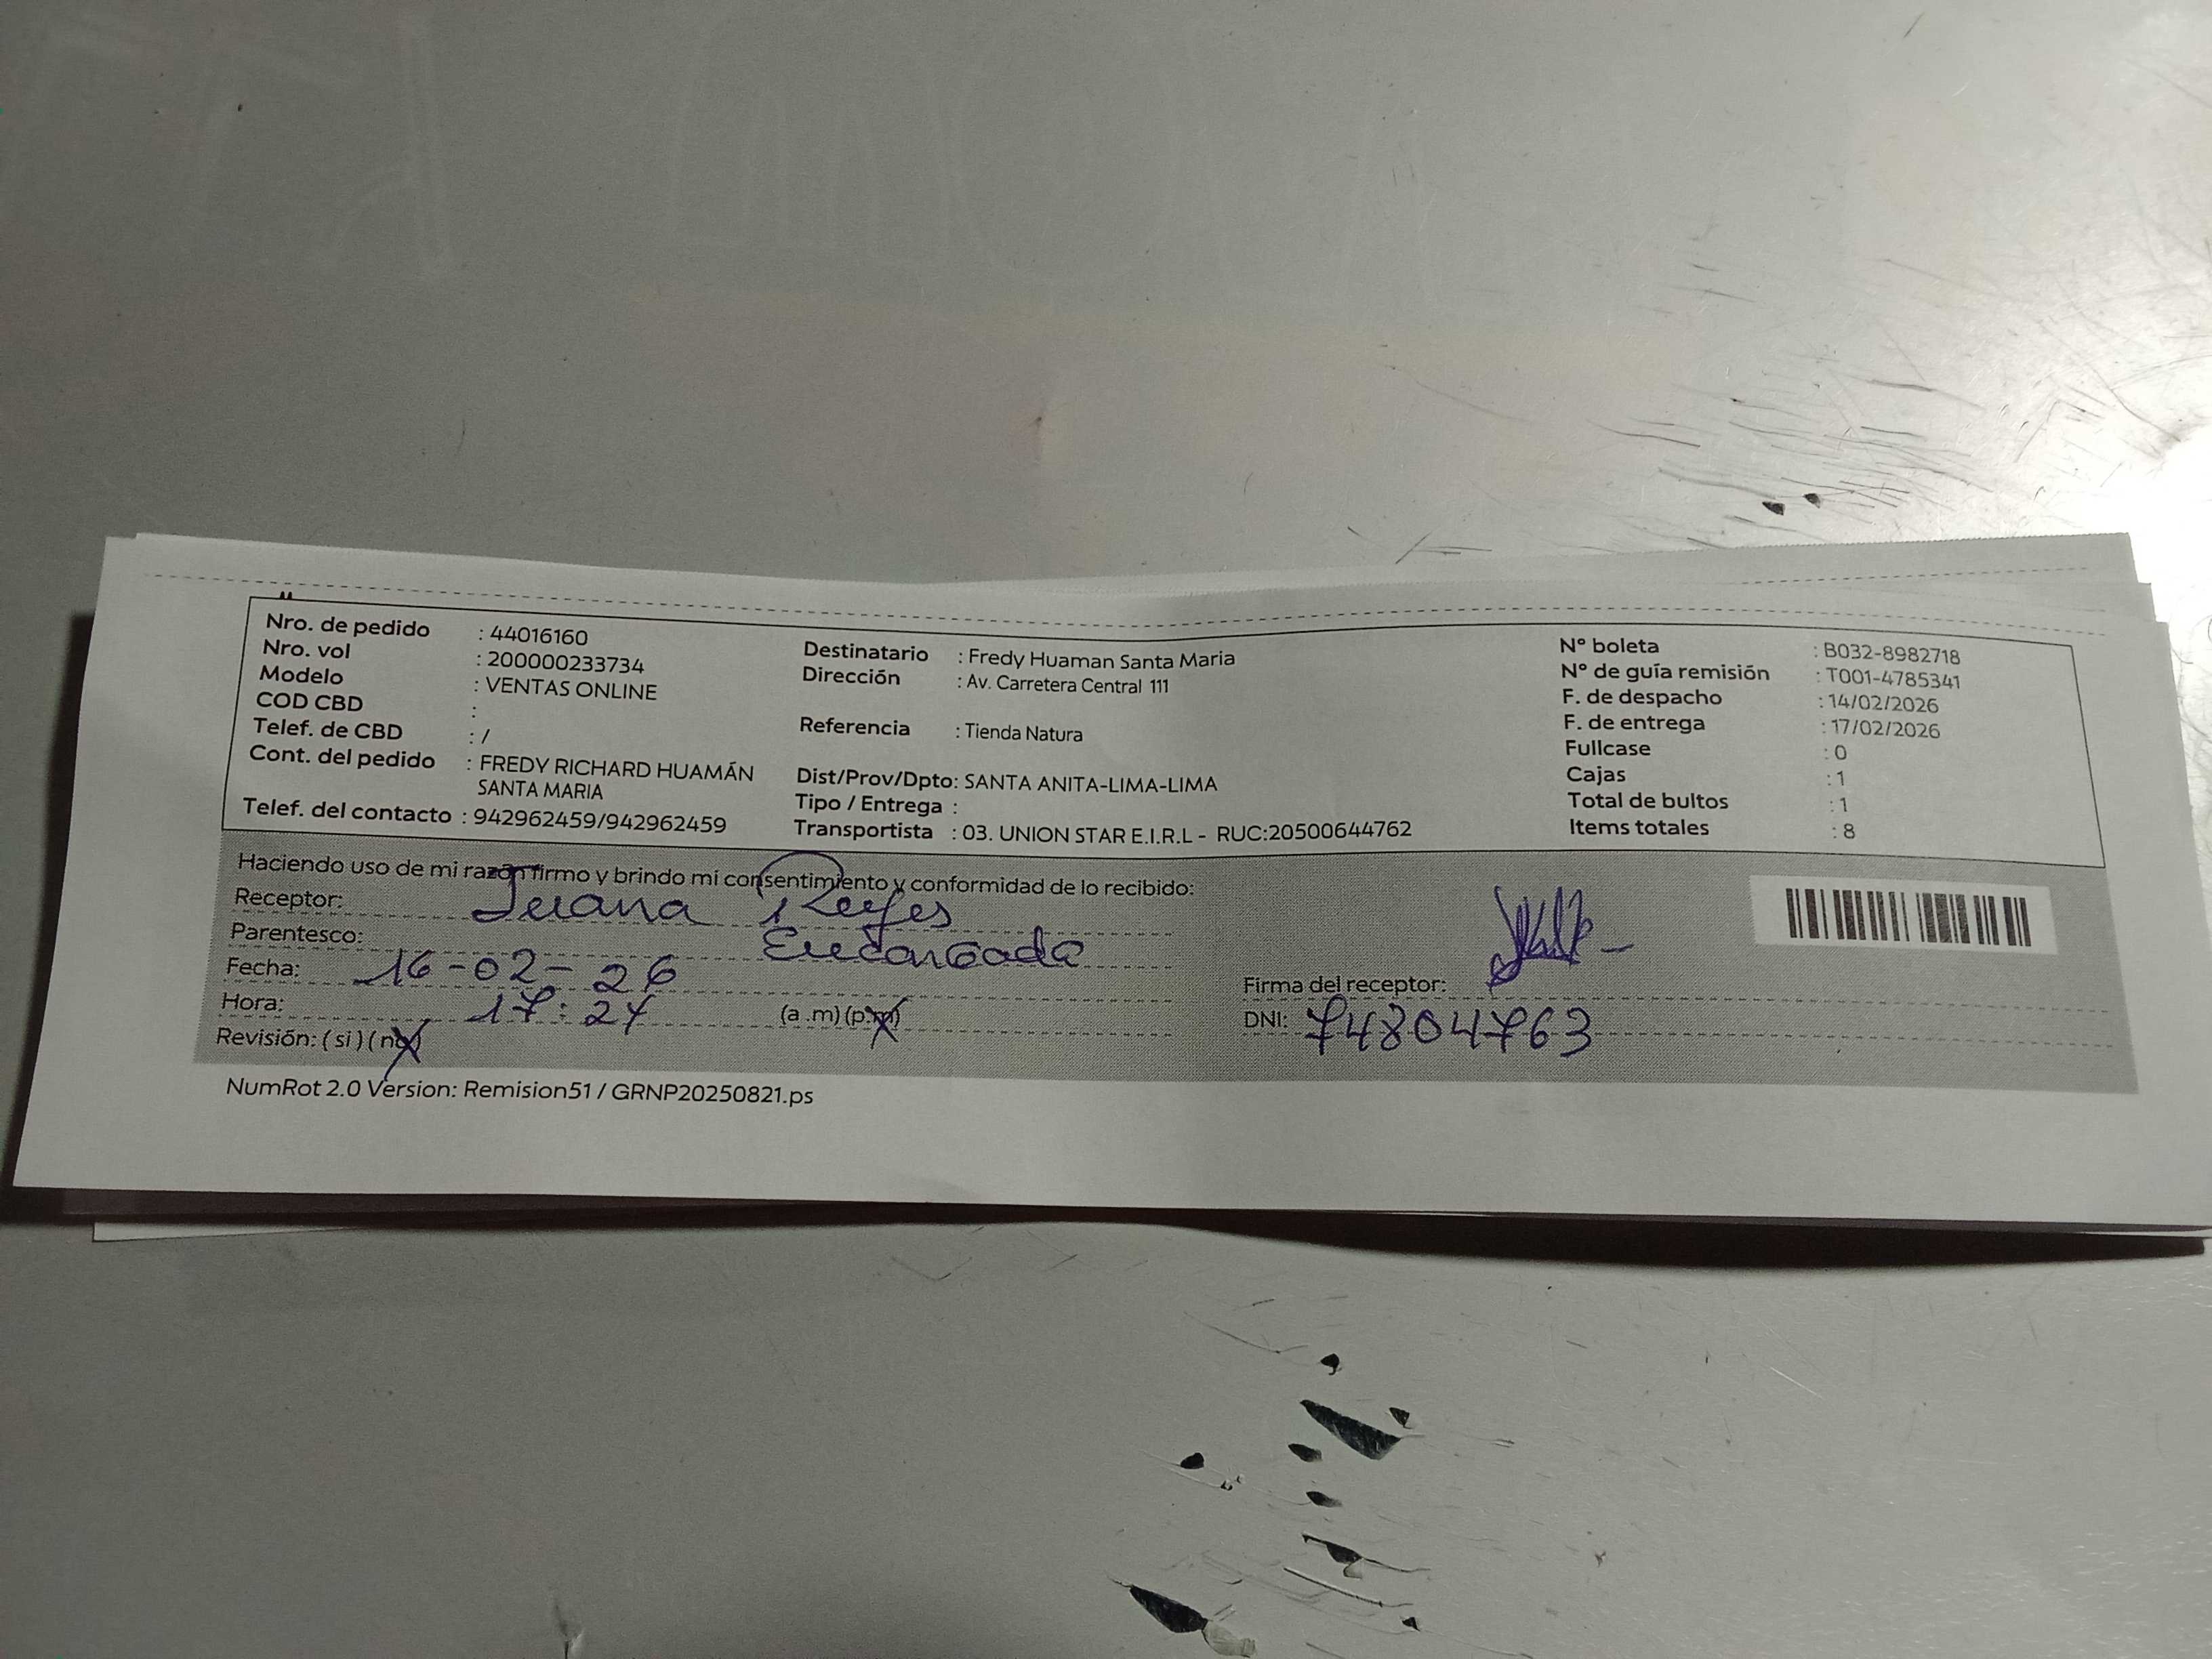 Nro. de pedido : 44016160
Nro. vol : 200000233734
Modelo : VENTAS ONLINE
COD CBD :
Telef. de CBD : /
Cont. del pedido : FREDY RICHARD HUAMÁN
SANTA MARIA
Telef. del contacto : 942962459/942962459
Destinatario : Fredy Huaman Santa Maria
Dirección : Av. Carretera Central 111
Referencia : Tienda Natura
Dist/Prov/Dpto: SANTA ANITA-LIMA-LIMA
Tipo / Entrega :
Transportista : 03. UNION STAR E.I.R.L - RUC:20500644762
N° boleta : B032-8982718
N° de guía remisión : T001-4785341
F. de despacho : 14/02/2026
F. de entrega : 17/02/2026
Fullcase : 0
Cajas : 1
Total de bultos : 1
Items totales : 8
Haciendo uso de mi razón firmo y brindo mi consentimiento y conformidad de lo recibido:
Receptor: Juana Reyes
Parentesco: Encargada
Fecha: 16-02-26
Hora: 17:24 (a .m) (p.m)
Revisión: ( si ) ( no )
Firma del receptor:
DNI: 74804763
NumRot 2.0 Version: Remision51 / GRNP20250821.ps